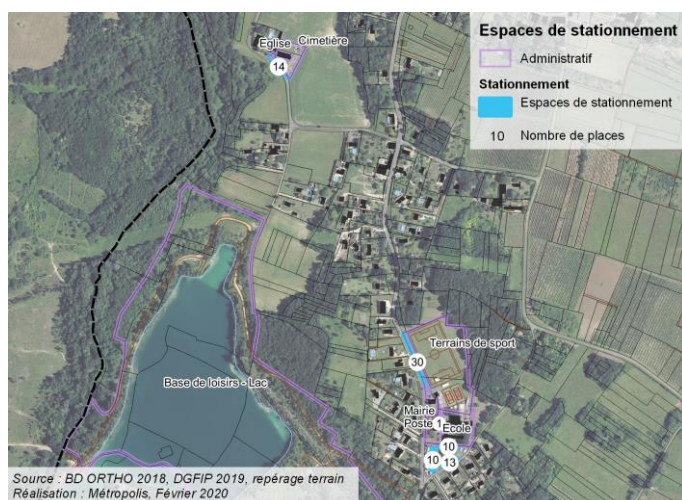 Espaces de stationnement
Administratif
Stationnement
Espaces de stationnement
10 Nombre de places
Eglise
Cimetière
14
Terrains de sport
30
Base de loisirs - Lac
Mairie
Poste
1
Ecole
10
10
13
Source : BD ORTHO 2018, DGFIP 2019, repérage terrain
Réalisation : Métropolis, Février 2020